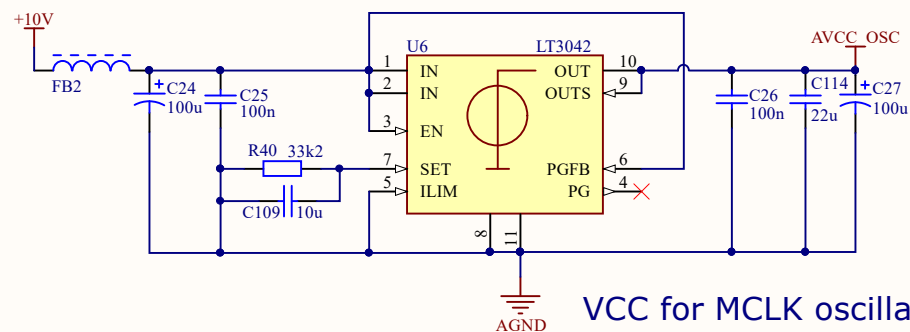 +10V
U6
LT3042
AVCC_OSC
FB2
C24
100u
C25
100n
1
IN
2
IN
3
EN
7
SET
5
ILIM
OUT
10
OUTS
9
PGFB
6
PG
4
R40
33k2
C109
10u
8
11
C26
100n
C114
22u
C27
100u
AGND
VCC for MCLK oscilla